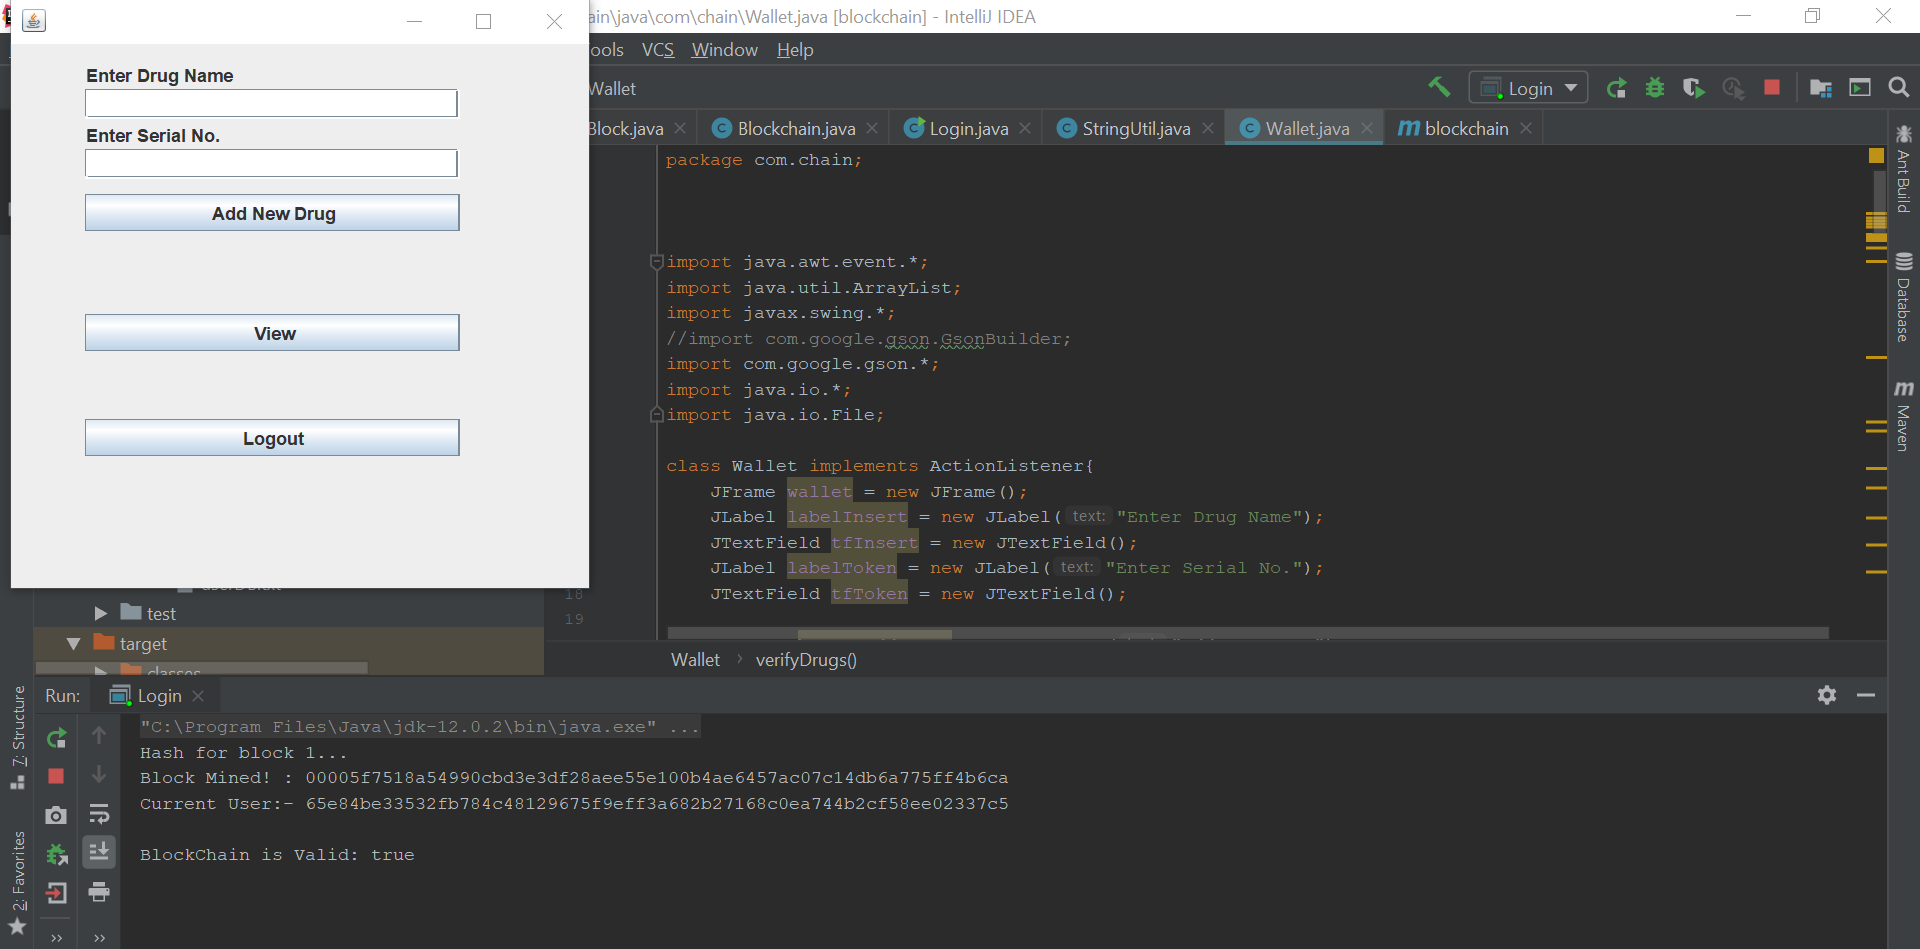 ain\java\com\chain\Wallet.java [blockchain] - IntelliJ IDEA
ools VCS Window Help
Wallet
Login
Block.java
Blockchain.java
Login.java
StringUtil.java
Wallet.java
m blockchain
Enter Drug Name
Enter Serial No.
Add New Drug
View
Logout
package com.chain;
import java.awt.event.*;
import java.util.ArrayList;
import javax.swing.*;
//import com.google.gson.GsonBuilder;
import com.google.gson.*;
import java.io.*;
import java.io.File;
class Wallet implements ActionListener{
JFrame wallet = new JFrame();
JLabel labelInsert = new JLabel( text: "Enter Drug Name");
JTextField tfInsert = new JTextField();
JLabel labelToken = new JLabel( text: "Enter Serial No.");
18 JTextField tfToken = new JTextField();
19
Wallet › verifyDrugs()
Ant Build
Database
m Maven
test
target
classes
Run: Login
7: Structure
2: Favorites
"C:\Program Files\Java\jdk-12.0.2\bin\java.exe" ...
Hash for block 1...
Block Mined! : 00005f7518a54990cbd3e3df28aee55e100b4ae6457ac07c14db6a775ff4b6ca
Current User:- 65e84be33532fb784c48129675f9eff3a682b27168c0ea744b2cf58ee02337c5
BlockChain is Valid: true